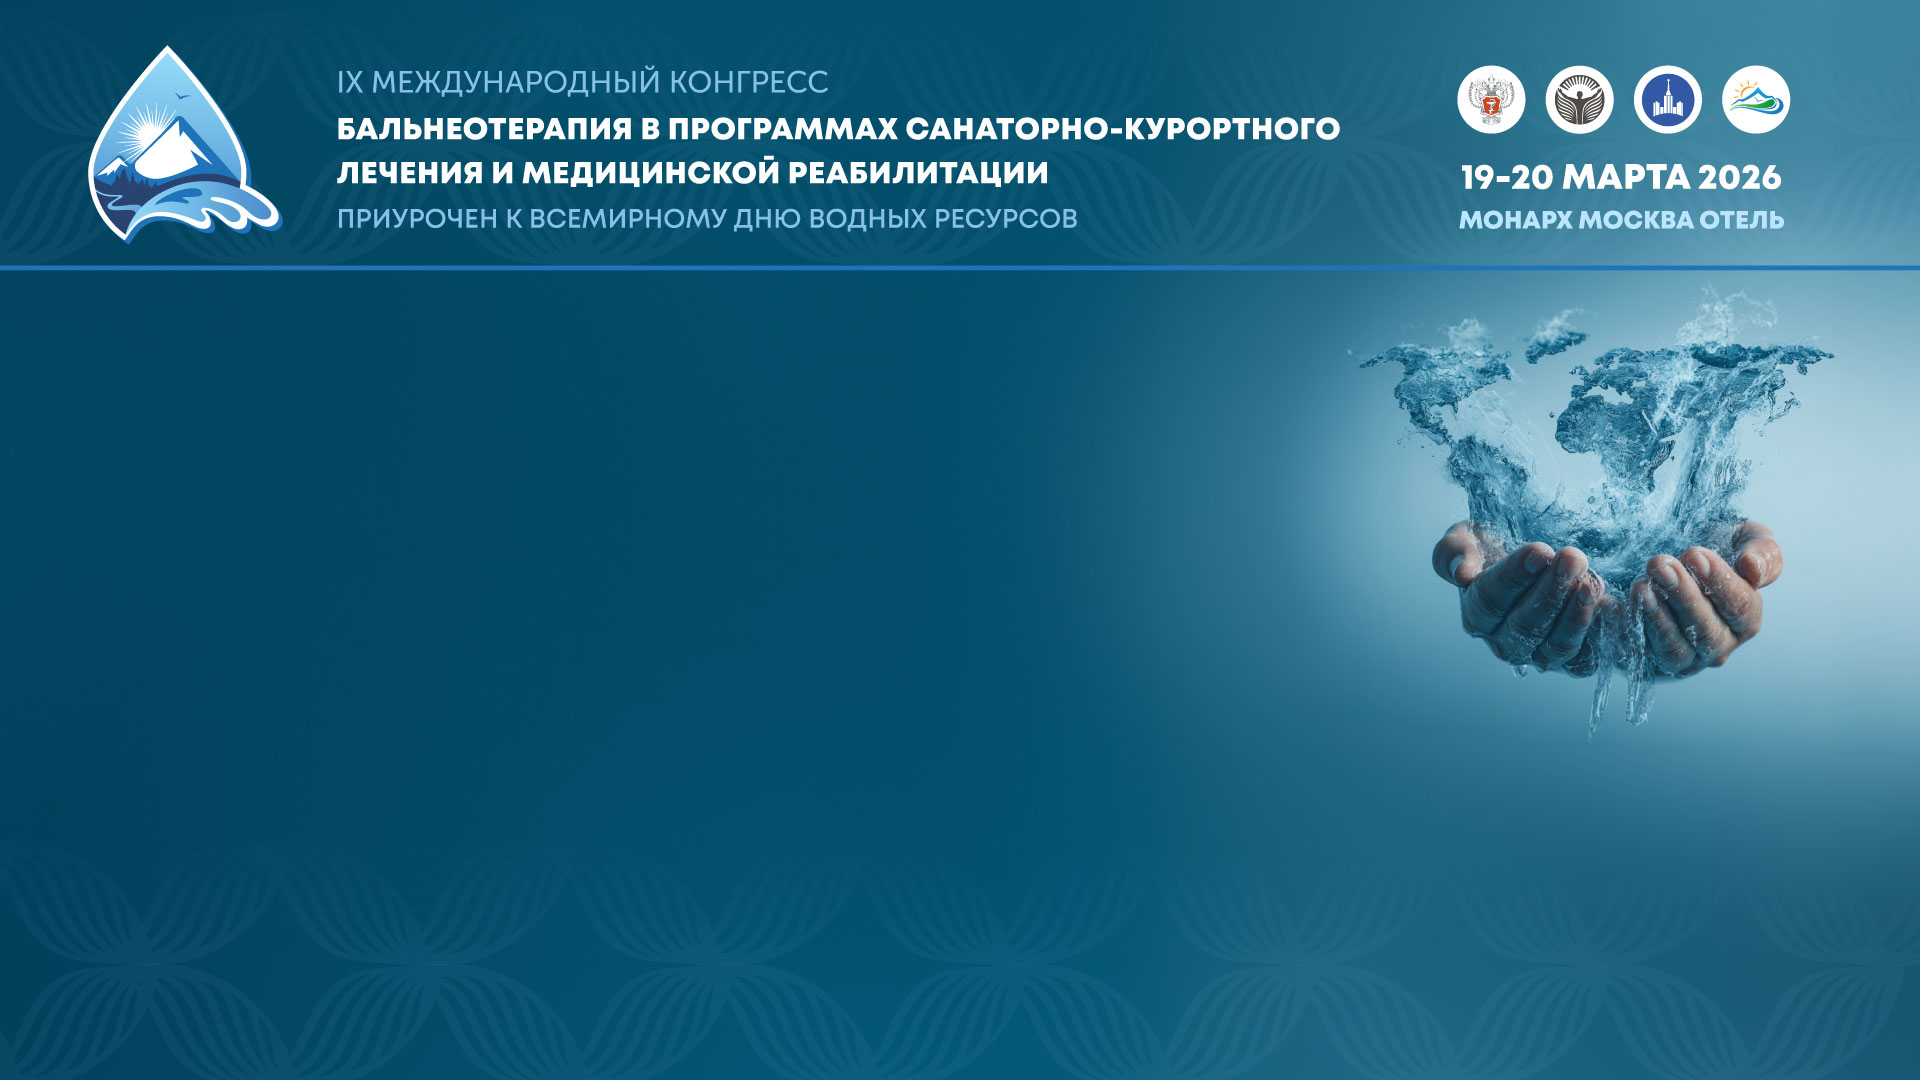 IX МЕЖДУНАРОДНЫЙ КОНГРЕСС
БАЛЬНЕОТЕРАПИЯ В ПРОГРАММАХ САНАТОРНО-КУРОРТНОГО
ЛЕЧЕНИЯ И МЕДИЦИНСКОЙ РЕАБИЛИТАЦИИ
ПРИУРОЧЕН К ВСЕМИРНОМУ ДНЮ ВОДНЫХ РЕСУРСОВ
19-20 МАРТА 2026
МОНАРХ МОСКВА ОТЕЛЬ